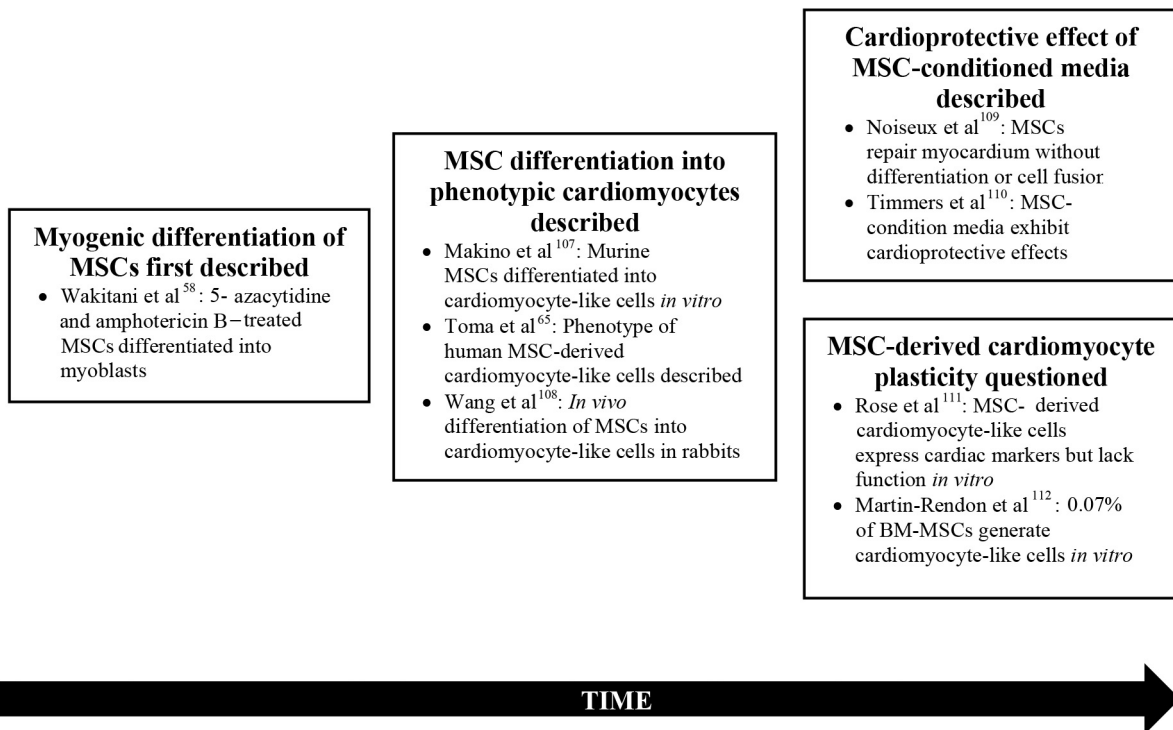 Myogenic differentiation of
MSCs first described
• Wakitani et al58: 5- azacytidine
and amphotericin B−treated
MSCs differentiated into
myoblasts
MSC differentiation into
phenotypic cardiomyocytes
described
• Makino et al107: Murine
MSCs differentiated into
cardiomyocyte-like cells in vitro
• Toma et al65: Phenotype of
human MSC-derived
cardiomyocyte-like cells described
• Wang et al108: In vivo
differentiation of MSCs into
cardiomyocyte-like cells in rabbits
Cardioprotective effect of
MSC-conditioned media
described
• Noiseux et al109: MSCs
repair myocardium without
differentiation or cell fusior
• Timmers et al110: MSC-
condition media exhibit
cardioprotective effects
MSC-derived cardiomyocyte
plasticity questioned
• Rose et al111: MSC- derived
cardiomyocyte-like cells
express cardiac markers but lack
function in vitro
• Martin-Rendon et al112: 0.07%
of BM-MSCs generate
cardiomyocyte-like cells in vitro
TIME